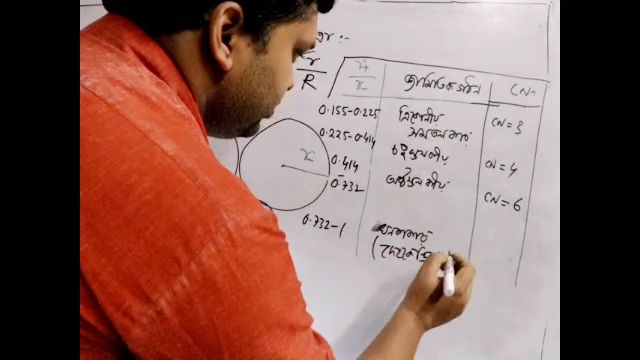 r
R
r+
r-
জ্যামিতিক গঠন
CN
0.155-0.225
ত্রিকোণীয়
সমতলাকার
CN = 3
0.225-0.414
চতুস্তলকীয়
CN = 4
0.414
-
0.732
অষ্টতলকীয়
CN = 6
r
0.732-1
ঘনকাকার